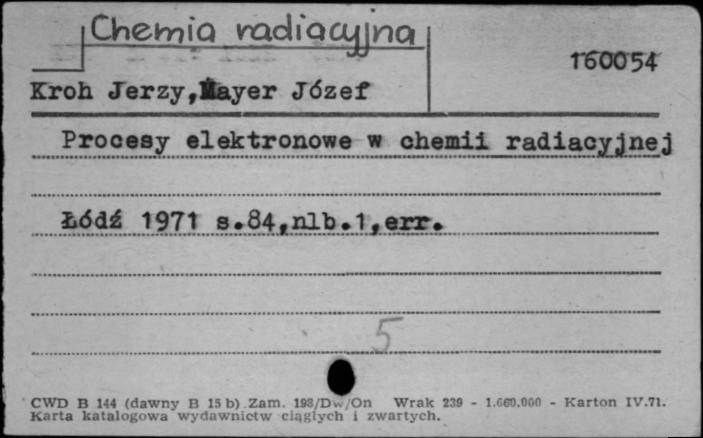 Chemia radiacyjna
160054
Kroh Jerzy, Mayer Józef
Procesy elektronowe w chemii radiacyjnej
Łódź 1971 s.84,nlb.1,err.
5
CWD B 144 (dawny B 15 b) Zam. 198/Dw/On Wrak 239 - 1.660.000 - Karton IV.71.
Karta katalogowa wydawnictw ciągłych i zwartych.